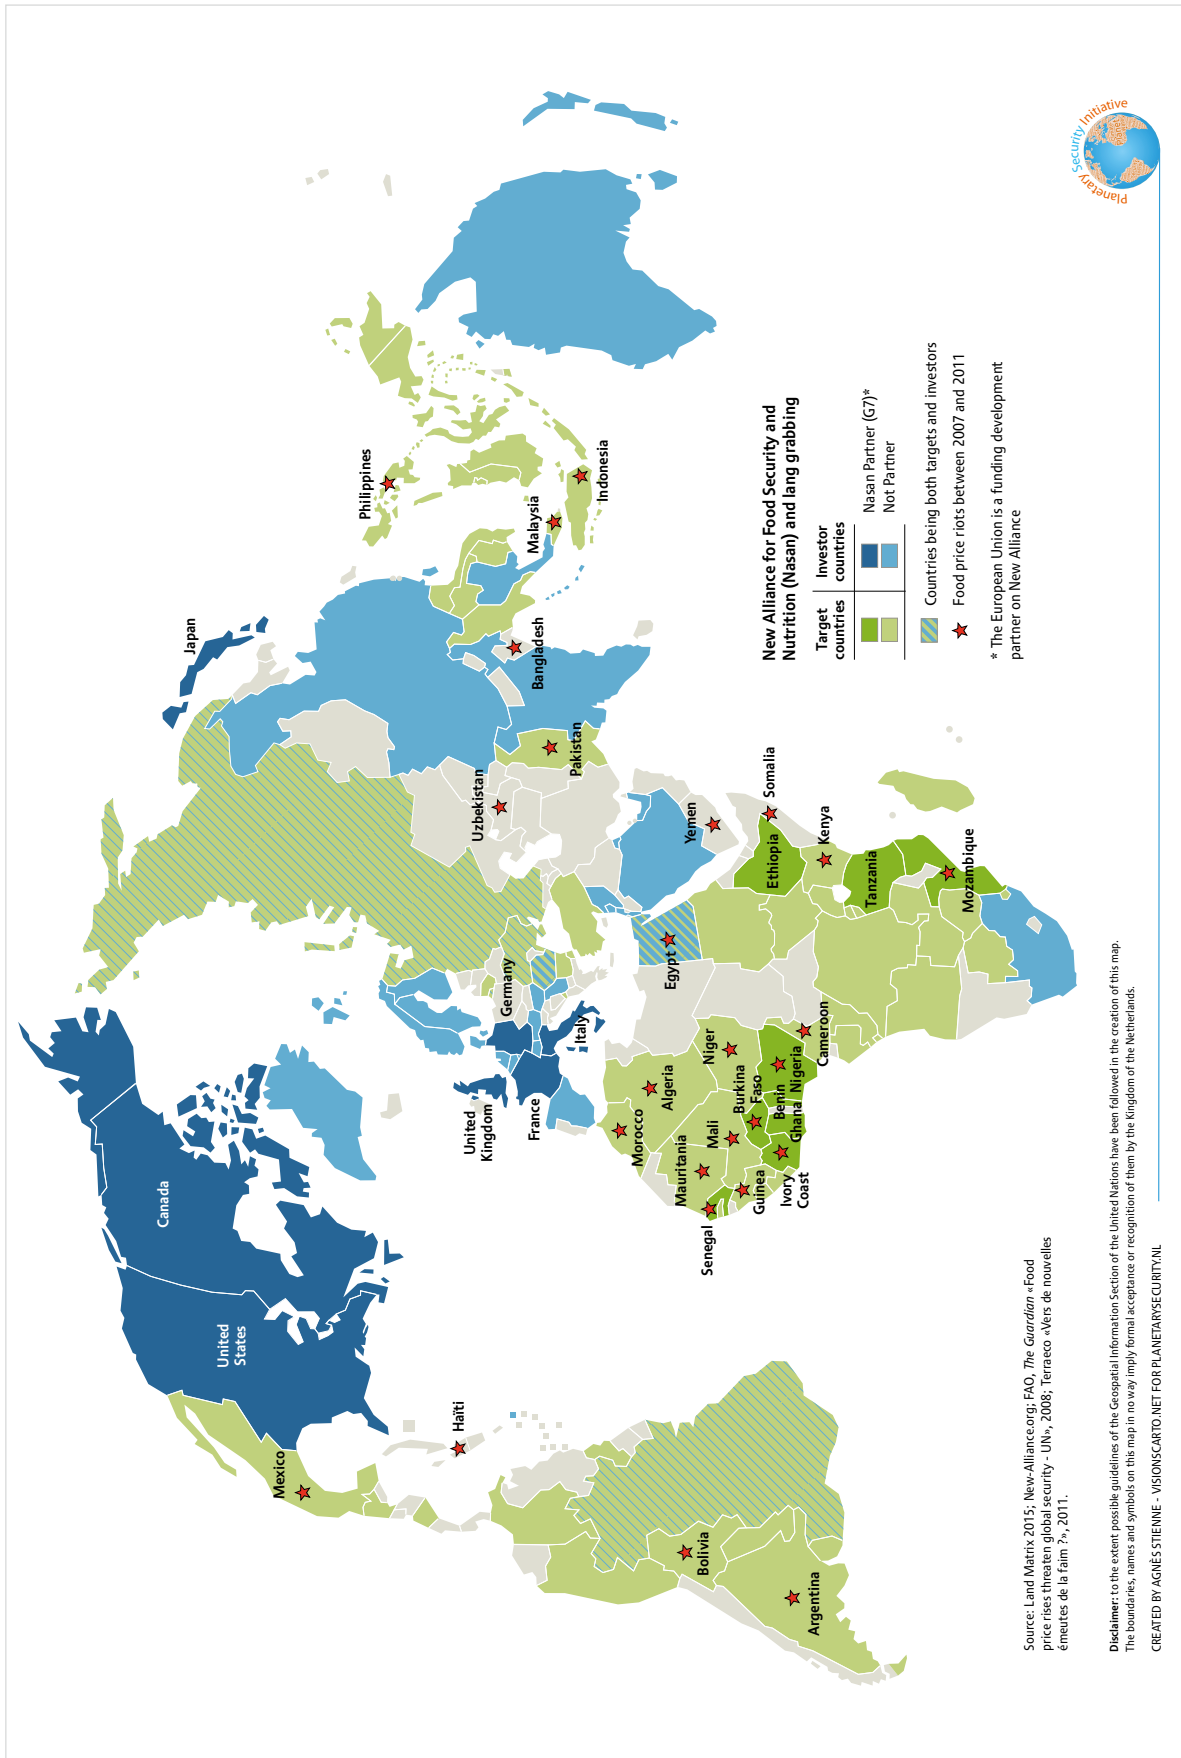 Canada
United
States
Mexico
Haïti
Bolivia
Argentina
United
Kingdom
France
Germany
Italy
Morocco
Algeria
Mauritania
Mali
Niger
Burkina
Faso
Senegal
Guinea
Ivory
Coast
Ghana
Benin
Nigeria
Cameroon
Egypt
Ethiopia
Somalia
Kenya
Tanzania
Mozambique
Yemen
Uzbekistan
Pakistan
Bangladesh
Japan
Philippines
Malaysia
Indonesia
New Alliance for Food Security and
Nutrition (Nasan) and lang grabbing
Target
countries
Investor
countries
Nasan Partner (G7)*
Not Partner
Countries being both targets and investors
Food price riots between 2007 and 2011
* The European Union is a funding development
partner on New Alliance
Source: Land Matrix 2015; New-Alliance.org; FAO, The Guardian «Food
price rises threaten global security - UN», 2008; Terraeco «Vers de nouvelles
émeutes de la faim ?», 2011.
Disclaimer: to the extent possible guidelines of the Geospatial Information Section of the United Nations have been followed in the creation of this map.
The boundaries, names and symbols on this map in no way imply formal acceptance or recognition of them by the Kingdom of the Netherlands.
CREATED BY AGNÈS STIENNE - VISIONSCARTO.NET FOR PLANETARYSECURITY.NL
Planetary Security Initiative